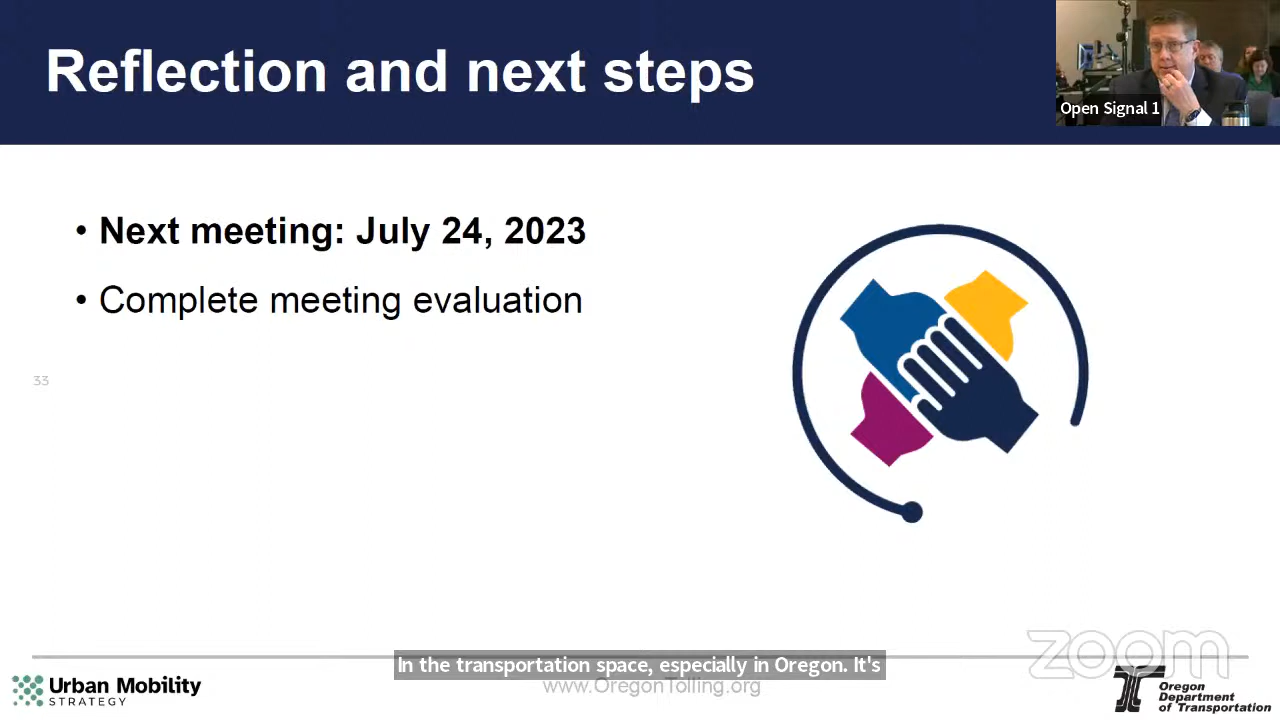 Reflection and next steps
Open Signal 1
• Next meeting: July 24, 2023
• Complete meeting evaluation
33
zoom
In the transportation space, especially in Oregon. It's
www.OregonTolling.org
Urban Mobility
STRATEGY
Oregon
Department
of Transportation